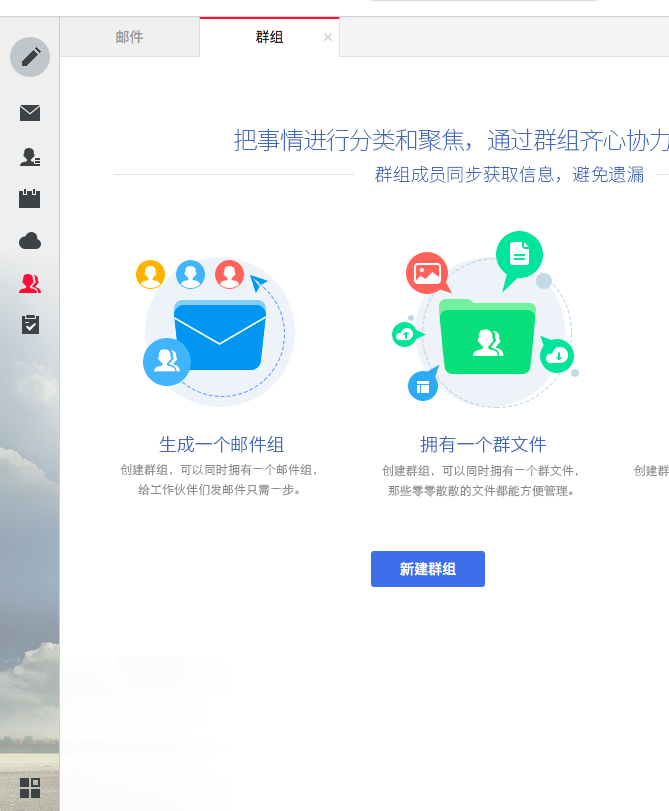 邮件
群组
把事情进行分类和聚焦，通过群组齐心协力
群组成员同步获取信息，避免遗漏
生成一个邮件组
创建群组，可以同时拥有一个邮件组，
给工作伙伴们发邮件只需一步。
拥有一个群文件
创建群组，可以同时拥有一个群文件，
那些零零散散的文件都能方便管理。
创建群
新建群组